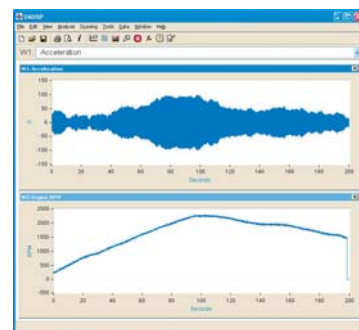 DADiSP
File Edit View Analysis Drawing Tools Data Window Help
W1: Acceleration
W1: Acceleration
150
100
50
0
-50
-100
-150
G
0 20 40 60 80 100 120 140 160 180 200
Seconds
W2: Engine RPM
2500
2000
1500
1000
500
0
-500
RPM
0 20 40 60 80 100 120 140 160 180 200
Seconds